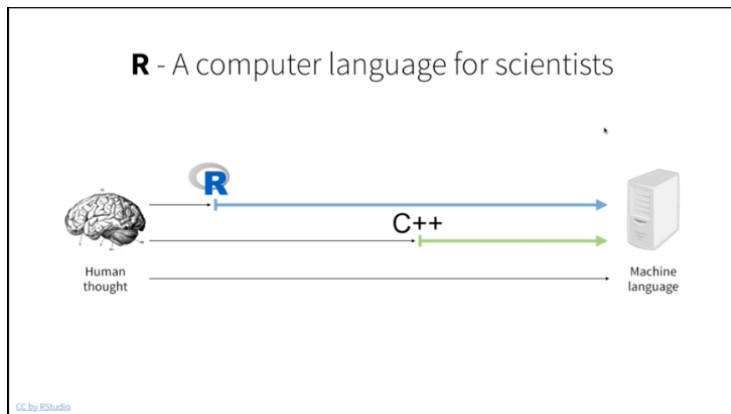 R - A computer language for scientists
R
C++
Human
thought
Machine
language
CC by RStudio